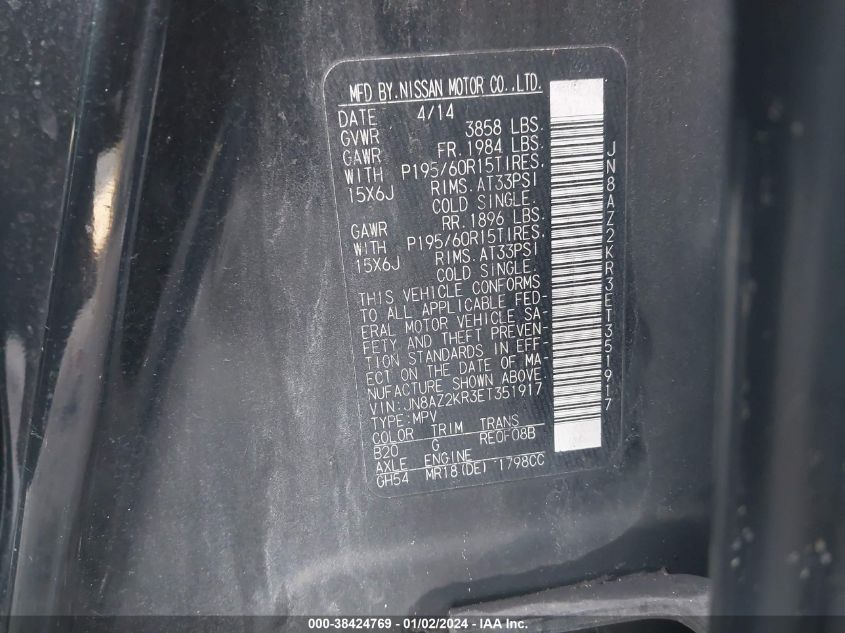 MFD BY.NISSAN MOTOR CO.,LTD.
DATE 4/14
GVWR 3858 LBS.
GAWR FR.1984 LBS.
WITH P195/60R15TIRES.
15X6J RIMS.AT33PSI
COLD SINGLE.
GAWR RR.1896 LBS.
WITH P195/60R15TIRES.
15X6J RIMS.AT33PSI
COLD SINGLE.
THIS VEHICLE CONFORMS
TO ALL APPLICABLE FED-
ERAL MOTOR VEHICLE SA-
FETY AND THEFT PREVEN-
TION STANDARDS IN EFF-
ECT ON THE DATE OF MA-
NUFACTURE SHOWN ABOVE.
VIN:JN8AZ2KR3ET351917
TYPE:MPV
COLOR TRIM TRANS
B20 G RE0F08B
AXLE ENGINE
GH54 MR18(DE) 1798CC
JN8AZ2KR3ET351917
000-38424769 - 01/02/2024 - IAA Inc.